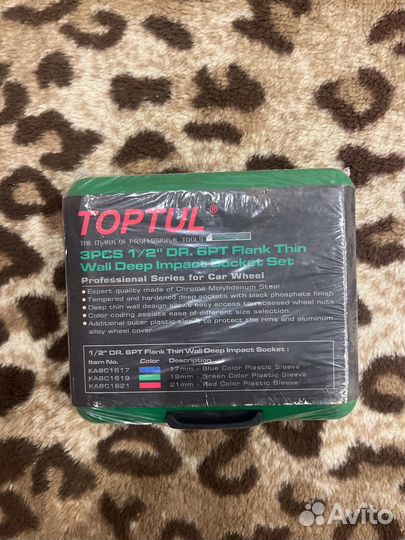 TOPTUL®
THE MARK OF PROFESSIONAL TOOLS
3PCS 1/2" DR. 6PT Flank Thin
Wall Deep Impact Socket Set
Professional Series for Car Wheel
• Expert quality made of Chrome Molybdenum Steel
• Tempered and hardened deep sockets with black phosphate finish
• Deep thin wall design allows easy access to recessed wheel nuts
• Color coding assists ease of different size selection
• Additional outer plastic sleeve to protect the rims and aluminum
alloy wheel cover
1/2" DR. 6PT Flank Thin Wall Deep Impact Socket :
Item No. Color Description
KABC1617 17mm - Blue Color Plastic Sleeve
KABC1619 19mm - Green Color Plastic Sleeve
KABC1621 21mm - Red Color Plastic Sleeve
Avito